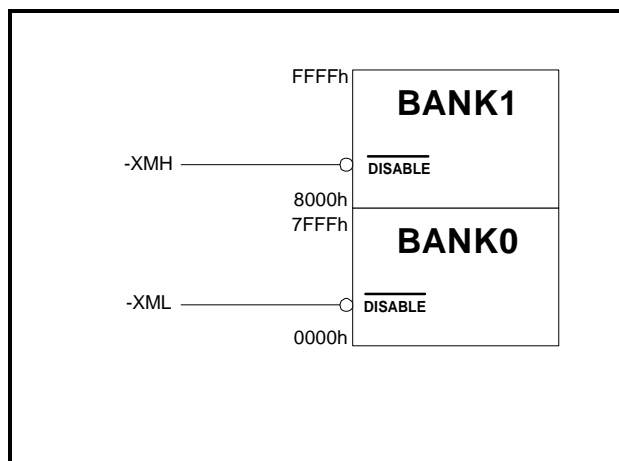 FFFFh
BANK1
-XMH
DISABLE
8000h
7FFFh
BANK0
-XML
DISABLE
0000h